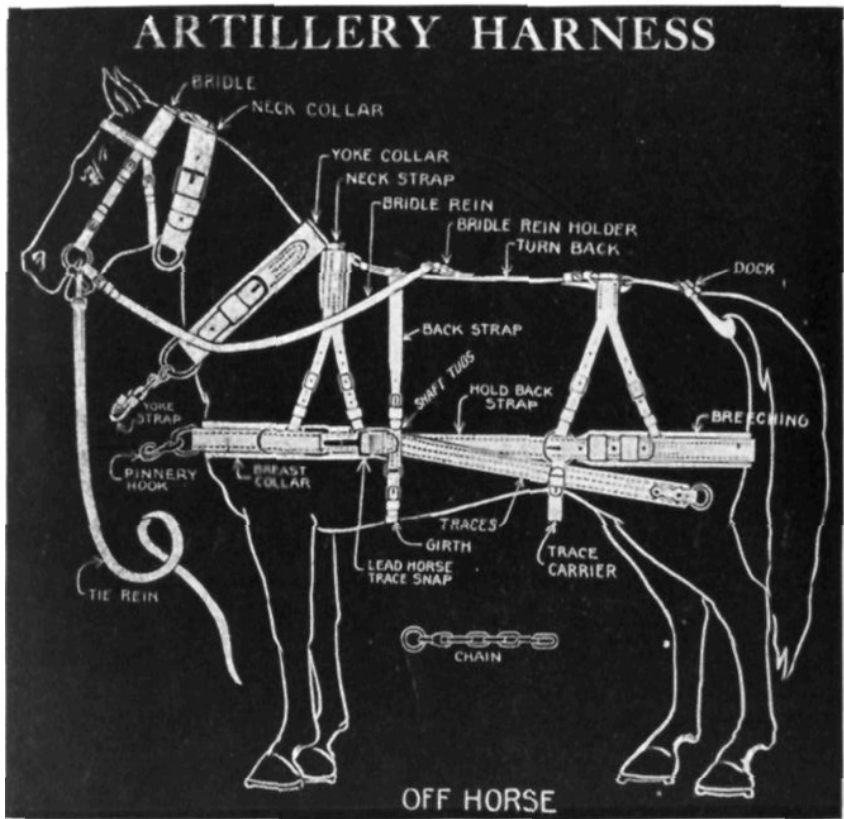 ARTILLERY HARNESS
BRIDLE
NECK COLLAR
YOKE COLLAR
NECK STRAP
BRIDLE REIN
BRIDLE REIN HOLDER
TURN BACK
DOCK
BACK STRAP
SHAFT TUGS
HOLD BACK
STRAP
BREECHING
YOKE
STRAP
PINNERY
HOOK
BREAST
COLLAR
TRACES
GIRTH
LEAD HORSE
TRACE SNAP
TRACE
CARRIER
TIE REIN
CHAIN
OFF HORSE